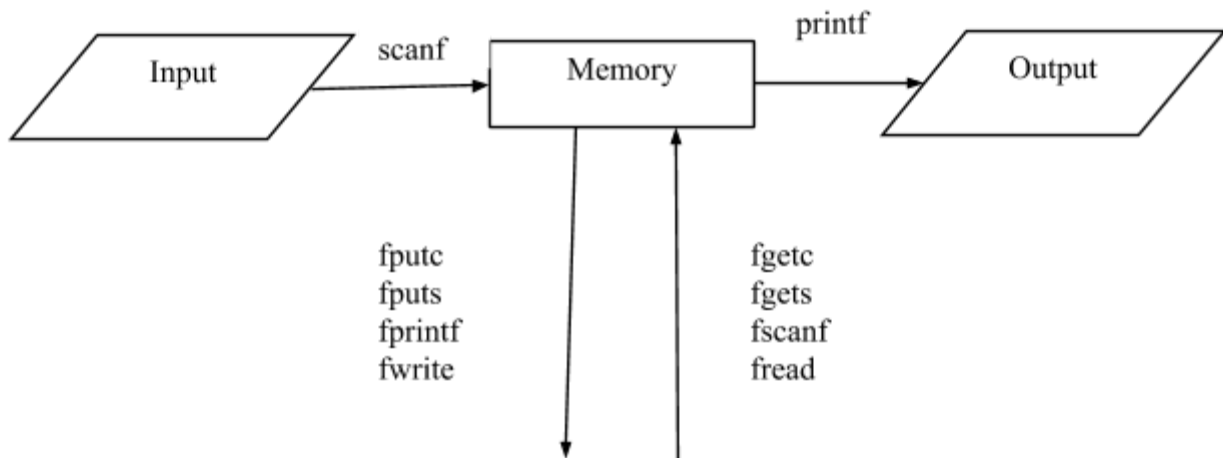 printf
scanf
Input
Memory
Output
fputc
fputs
fprintf
fwrite
fgetc
fgets
fscanf
fread